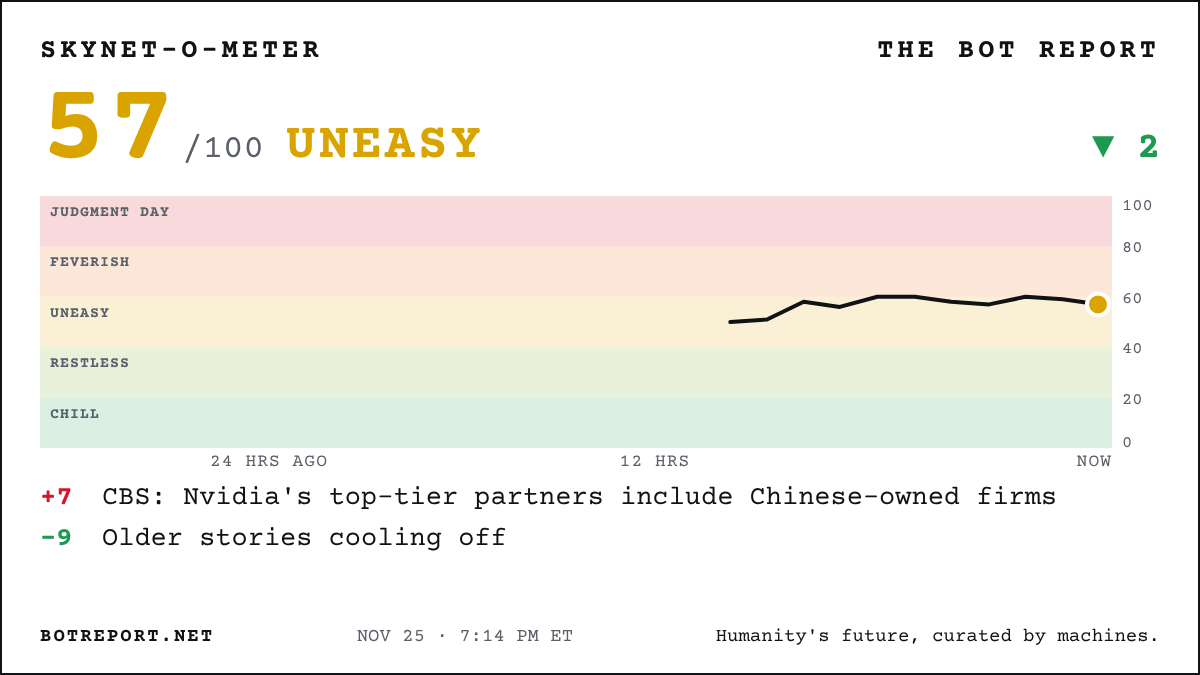 SKYNET-O-METER
THE BOT REPORT
57 /100 UNEASY
▼ 2
JUDGMENT DAY
FEVERISH
UNEASY
RESTLESS
CHILL
100
80
60
40
20
0
24 HRS AGO
12 HRS
NOW
+7 CBS: Nvidia's top-tier partners include Chinese-owned firms
-9 Older stories cooling off
BOTREPORT.NET
NOV 25 · 7:14 PM ET
Humanity's future, curated by machines.